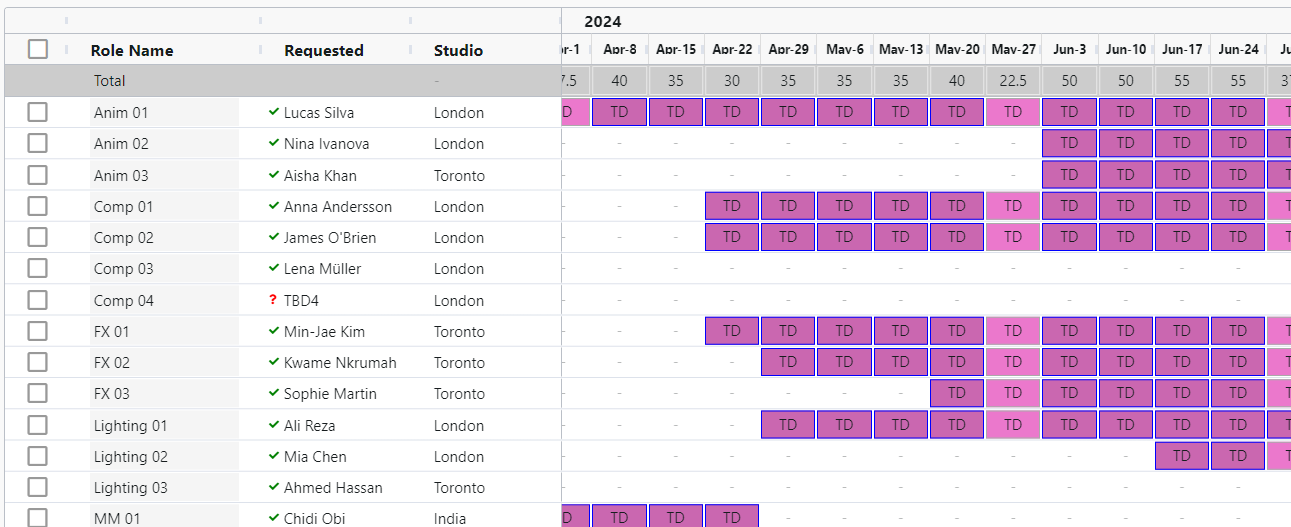 2024
Role Name Requested Studio r-1 Apr-8 Apr-15 Apr-22 Apr-29 May-6 May-13 May-20 May-27 Jun-3 Jun-10 Jun-17 Jun-24 Ju
Total - 7.5 40 35 30 35 35 35 40 22.5 50 50 55 55
Anim 01 Lucas Silva London D TD TD TD TD TD TD TD TD TD TD TD TD T
Anim 02 Nina Ivanova London - - - - - - - - - TD TD TD TD T
Anim 03 Aisha Khan Toronto - - - - - - - - - TD TD TD TD T
Comp 01 Anna Andersson London - - - TD TD TD TD TD TD TD TD TD TD T
Comp 02 James O'Brien London - - - TD TD TD TD TD TD TD TD TD TD T
Comp 03 Lena Müller London - - - - - - - - - - - - -
Comp 04 ? TBD4 London - - - - - - - - - - - - -
FX 01 Min-Jae Kim Toronto - - - TD TD TD TD TD TD TD TD TD TD T
FX 02 Kwame Nkrumah Toronto - - - - TD TD TD TD TD TD TD TD TD T
FX 03 Sophie Martin Toronto - - - - - - - TD TD TD TD TD TD T
Lighting 01 Ali Reza London - - - - TD TD TD TD TD TD TD TD TD T
Lighting 02 Mia Chen London - - - - - - - - - - - TD TD T
Lighting 03 Ahmed Hassan Toronto - - - - - - - - - - - - -
MM 01 Chidi Obi India D TD TD TD - - - - - - - - -